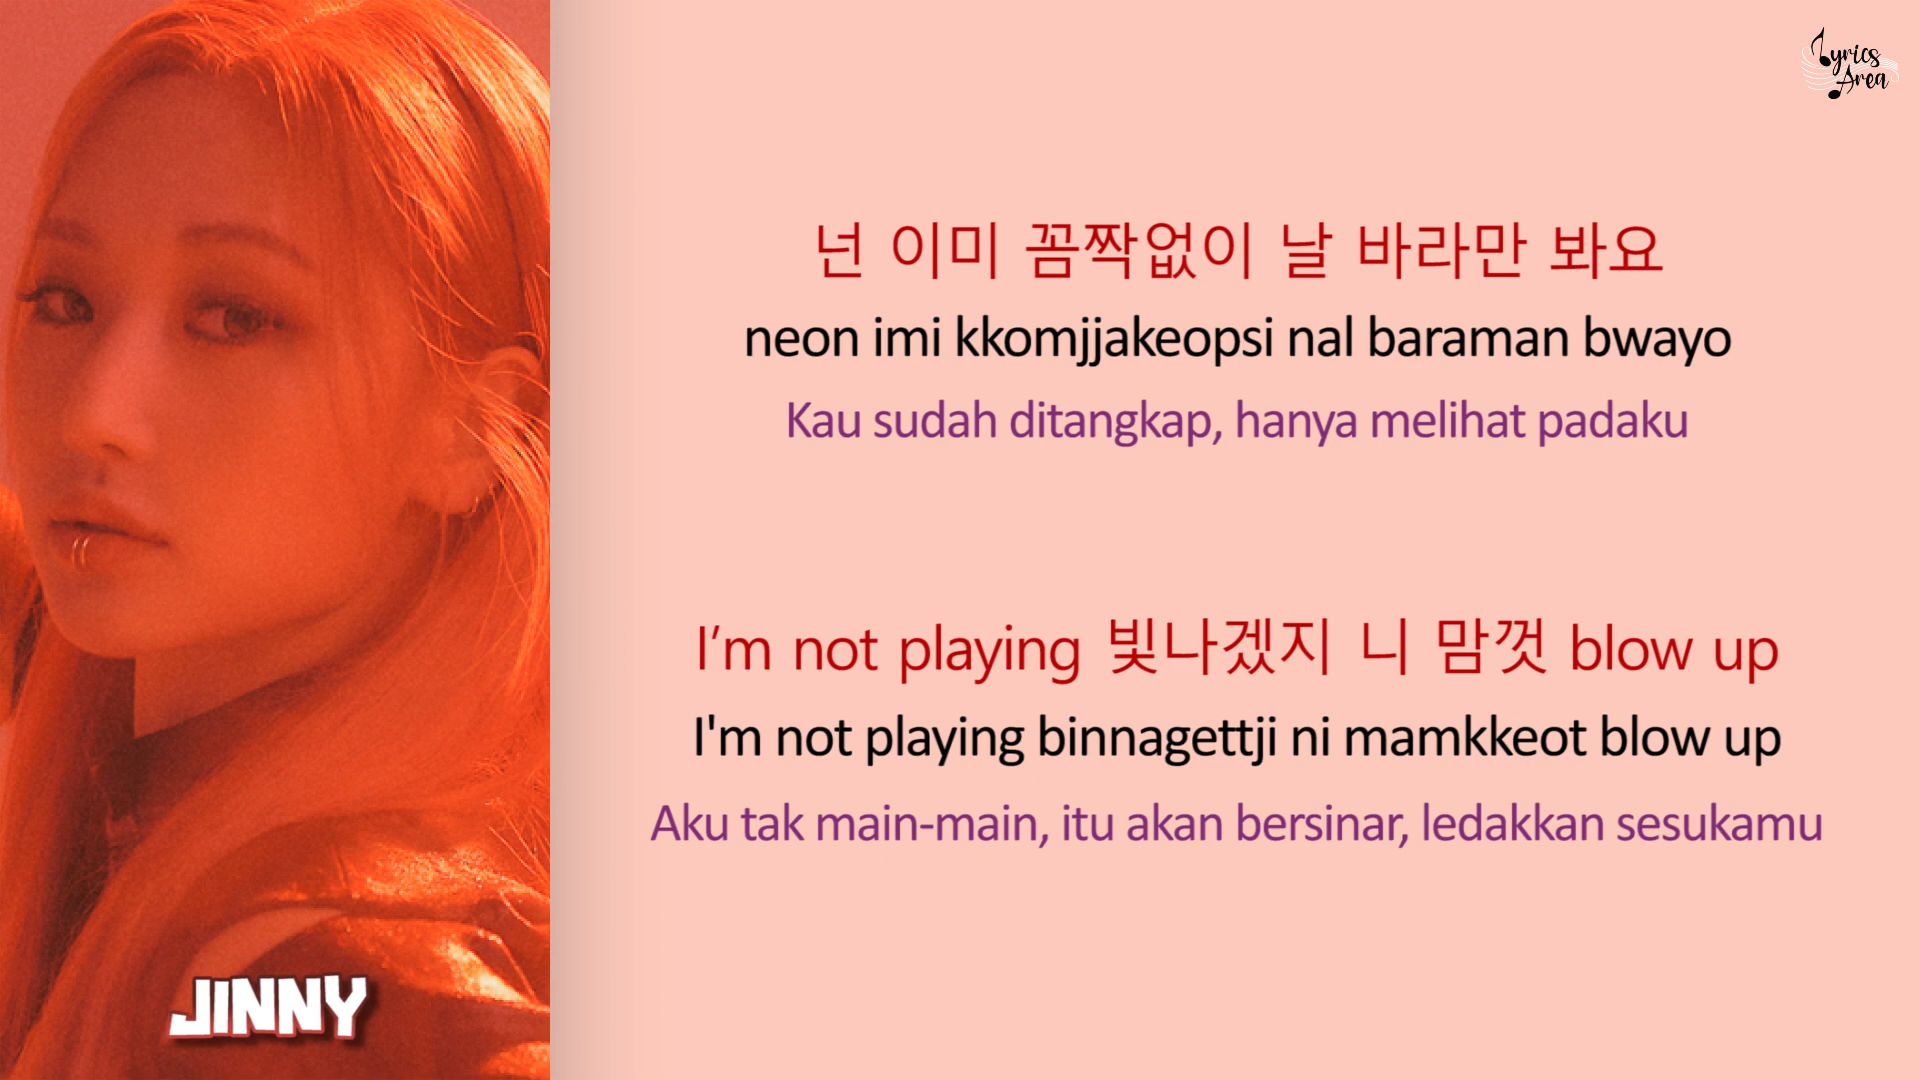 Lyrics
Area
넌 이미 꼼짝없이 날 바라만 봐요
neon imi kkomjjakeopsi nal baraman bwayo
Kau sudah ditangkap, hanya melihat padaku
I'm not playing 빛나겠지 니 맘껏 blow up
I'm not playing binnagettji ni mamkkeot blow up
Aku tak main-main, itu akan bersinar, ledakkan sesukamu
JINNY